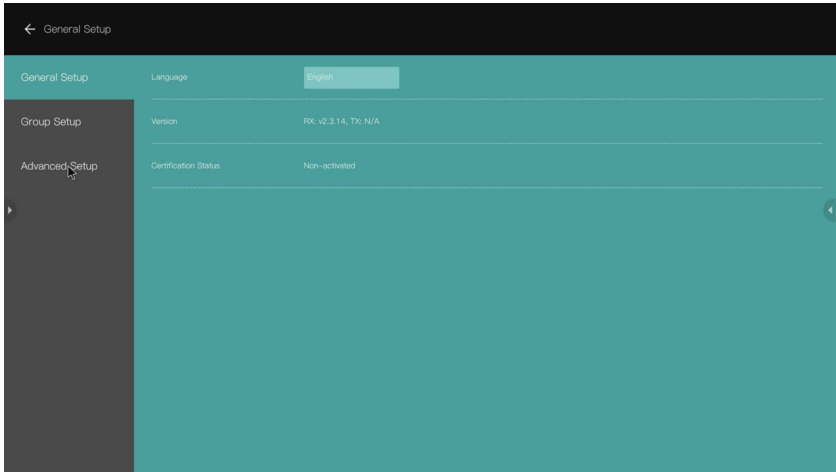 General Setup
General Setup
Language
English
Group Setup
Version
RX: v2.3.14, TX: N/A
Advanced Setup
Certification Status
Non-activated